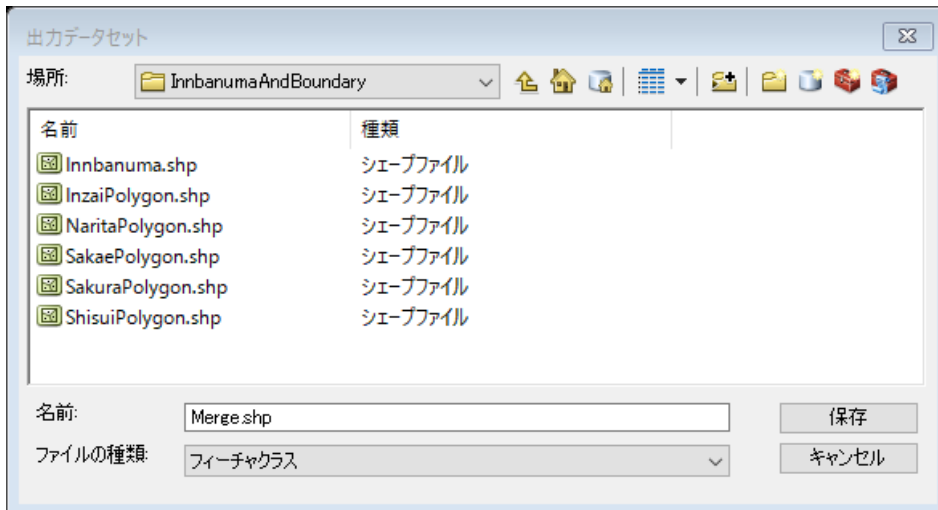 出力データセット
場所: InnbanumaAndBoundary
名前 種類
Innbanuma.shp シェープファイル
InzaiPolygon.shp シェープファイル
NaritaPolygon.shp シェープファイル
SakaePolygon.shp シェープファイル
SakuraPolygon.shp シェープファイル
ShisuiPolygon.shp シェープファイル
名前: Merge.shp 保存
ファイルの種類: フィーチャクラス キャンセル